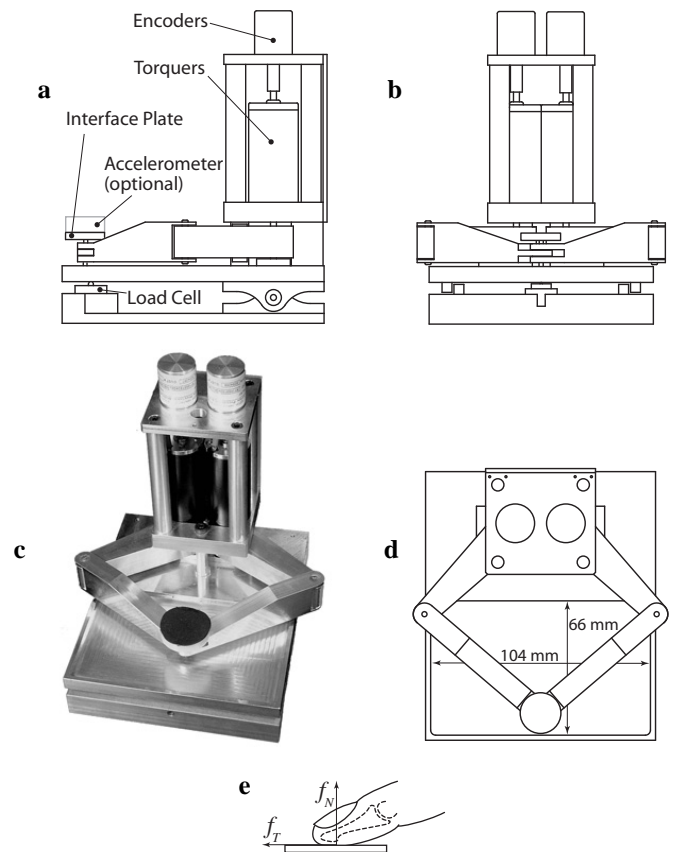 Encoders
a
Torquers
b
Interface Plate
Accelerometer
(optional)
Load Cell
c
d
66 mm
104 mm
e
f_N
f_T